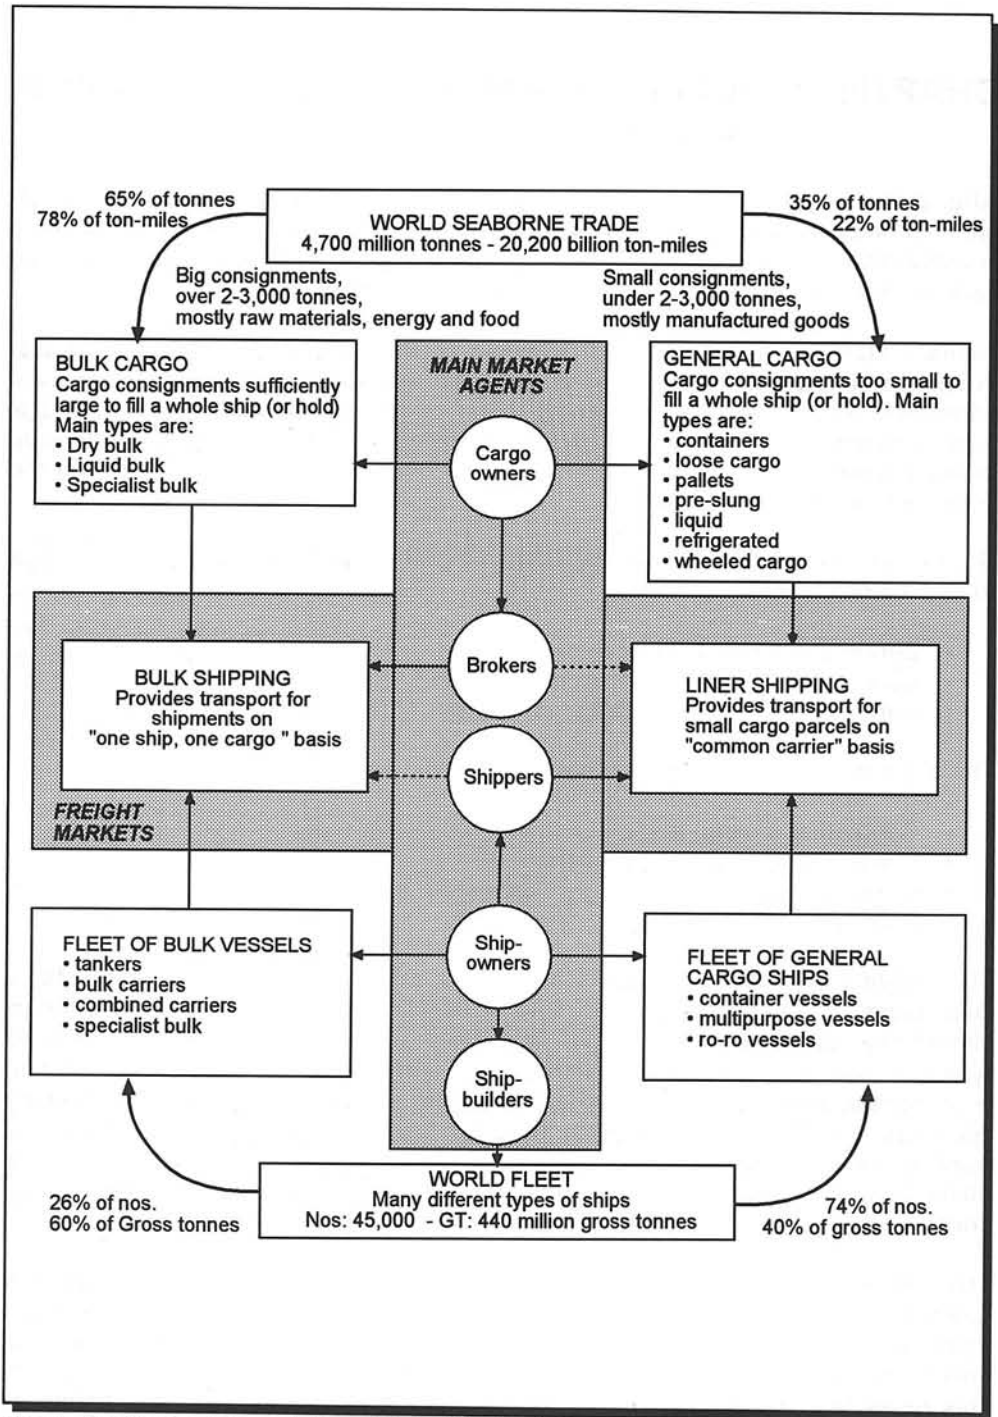 65% of tonnes
78% of ton-miles
WORLD SEABORNE TRADE
4,700 million tonnes - 20,200 billion ton-miles
35% of tonnes
22% of ton-miles
Big consignments,
over 2-3,000 tonnes,
mostly raw materials, energy and food
Small consignments,
under 2-3,000 tonnes,
mostly manufactured goods
BULK CARGO
Cargo consignments sufficiently
large to fill a whole ship (or hold)
Main types are:
• Dry bulk
• Liquid bulk
• Specialist bulk
MAIN MARKET
AGENTS
Cargo
owners
GENERAL CARGO
Cargo consignments too small to
fill a whole ship (or hold). Main
types are:
• containers
• loose cargo
• pallets
• pre-slung
• liquid
• refrigerated
• wheeled cargo
BULK SHIPPING
Provides transport for
shipments on
"one ship, one cargo " basis
Brokers
Shippers
LINER SHIPPING
Provides transport for
small cargo parcels on
"common carrier" basis
FREIGHT
MARKETS
FLEET OF BULK VESSELS
• tankers
• bulk carriers
• combined carriers
• specialist bulk
Ship-
owners
Ship-
builders
FLEET OF GENERAL
CARGO SHIPS
• container vessels
• multipurpose vessels
• ro-ro vessels
26% of nos.
60% of Gross tonnes
WORLD FLEET
Many different types of ships
Nos: 45,000 - GT: 440 million gross tonnes
74% of nos.
40% of gross tonnes